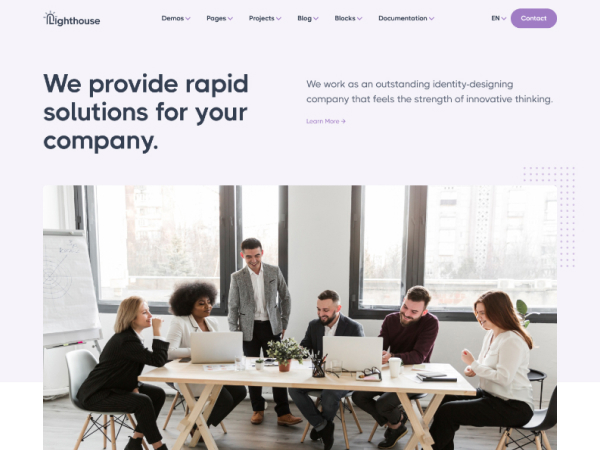 Lighthouse
Demos Pages Projects Blog Blocks Documentation EN Contact
We provide rapid
solutions for your
company.
We work as an outstanding identity-designing
company that feels the strength of innovative thinking.
Learn More →